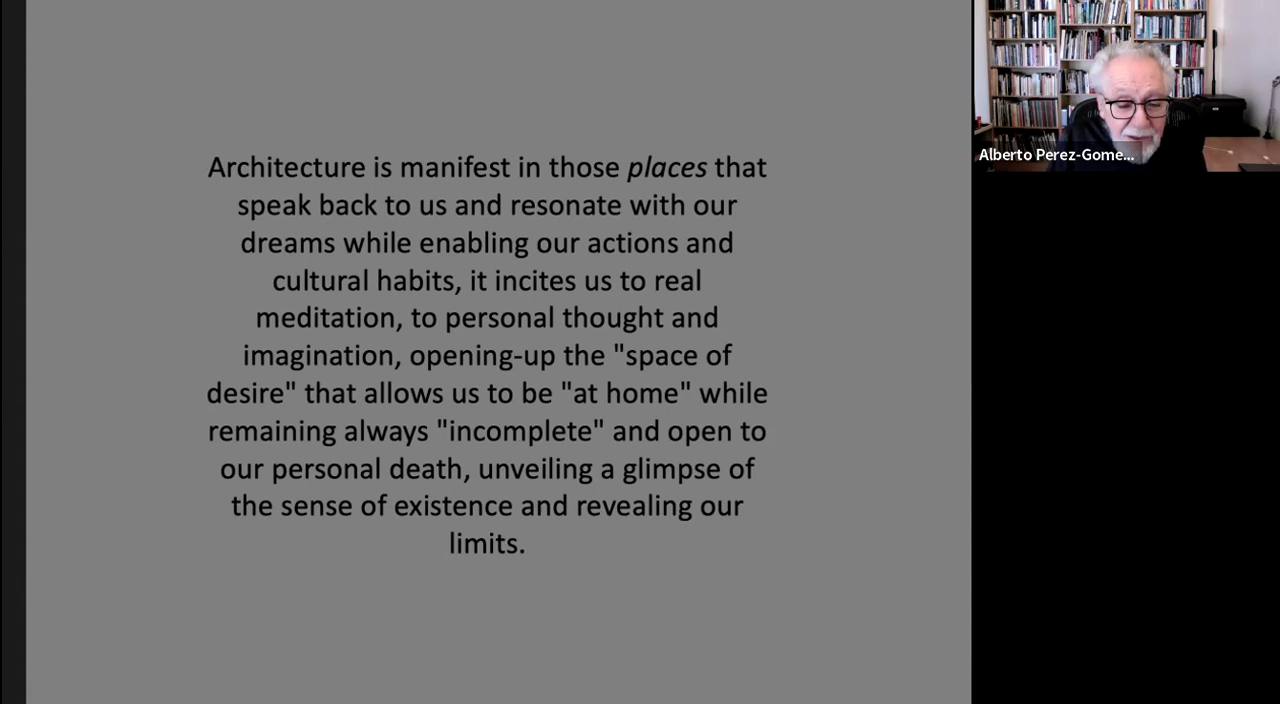 Architecture is manifest in those places that
speak back to us and resonate with our
dreams while enabling our actions and
cultural habits, it incites us to real
meditation, to personal thought and
imagination, opening-up the "space of
desire" that allows us to be "at home" while
remaining always "incomplete" and open to
our personal death, unveiling a glimpse of
the sense of existence and revealing our
limits.
Alberto Perez-Gome...